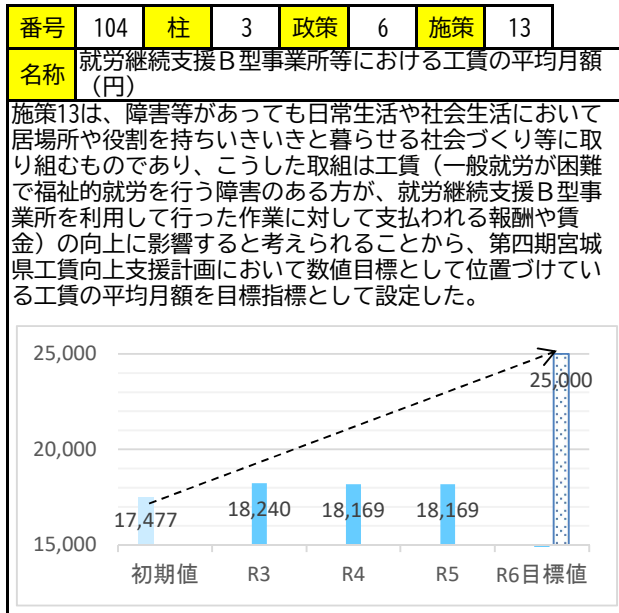 番号 104 柱 3 政策 6 施策 13
名称 就労継続支援Ｂ型事業所等における工賃の平均月額
（円）
施策13は、障害等があっても日常生活や社会生活において
居場所や役割を持ちいきいきと暮らせる社会づくり等に取
り組むものであり、こうした取組は工賃（一般就労が困難
で福祉的就労を行う障害のある方が、就労継続支援Ｂ型事
業所を利用して行った作業に対して支払われる報酬や賃
金）の向上に影響すると考えられることから、第四期宮城
県工賃向上支援計画において数値目標として位置づけてい
る工賃の平均月額を目標指標として設定した。
25,000
25,000
20,000
17,477 18,240 18,169 18,169
15,000
初期値 R3 R4 R5 R6目標値